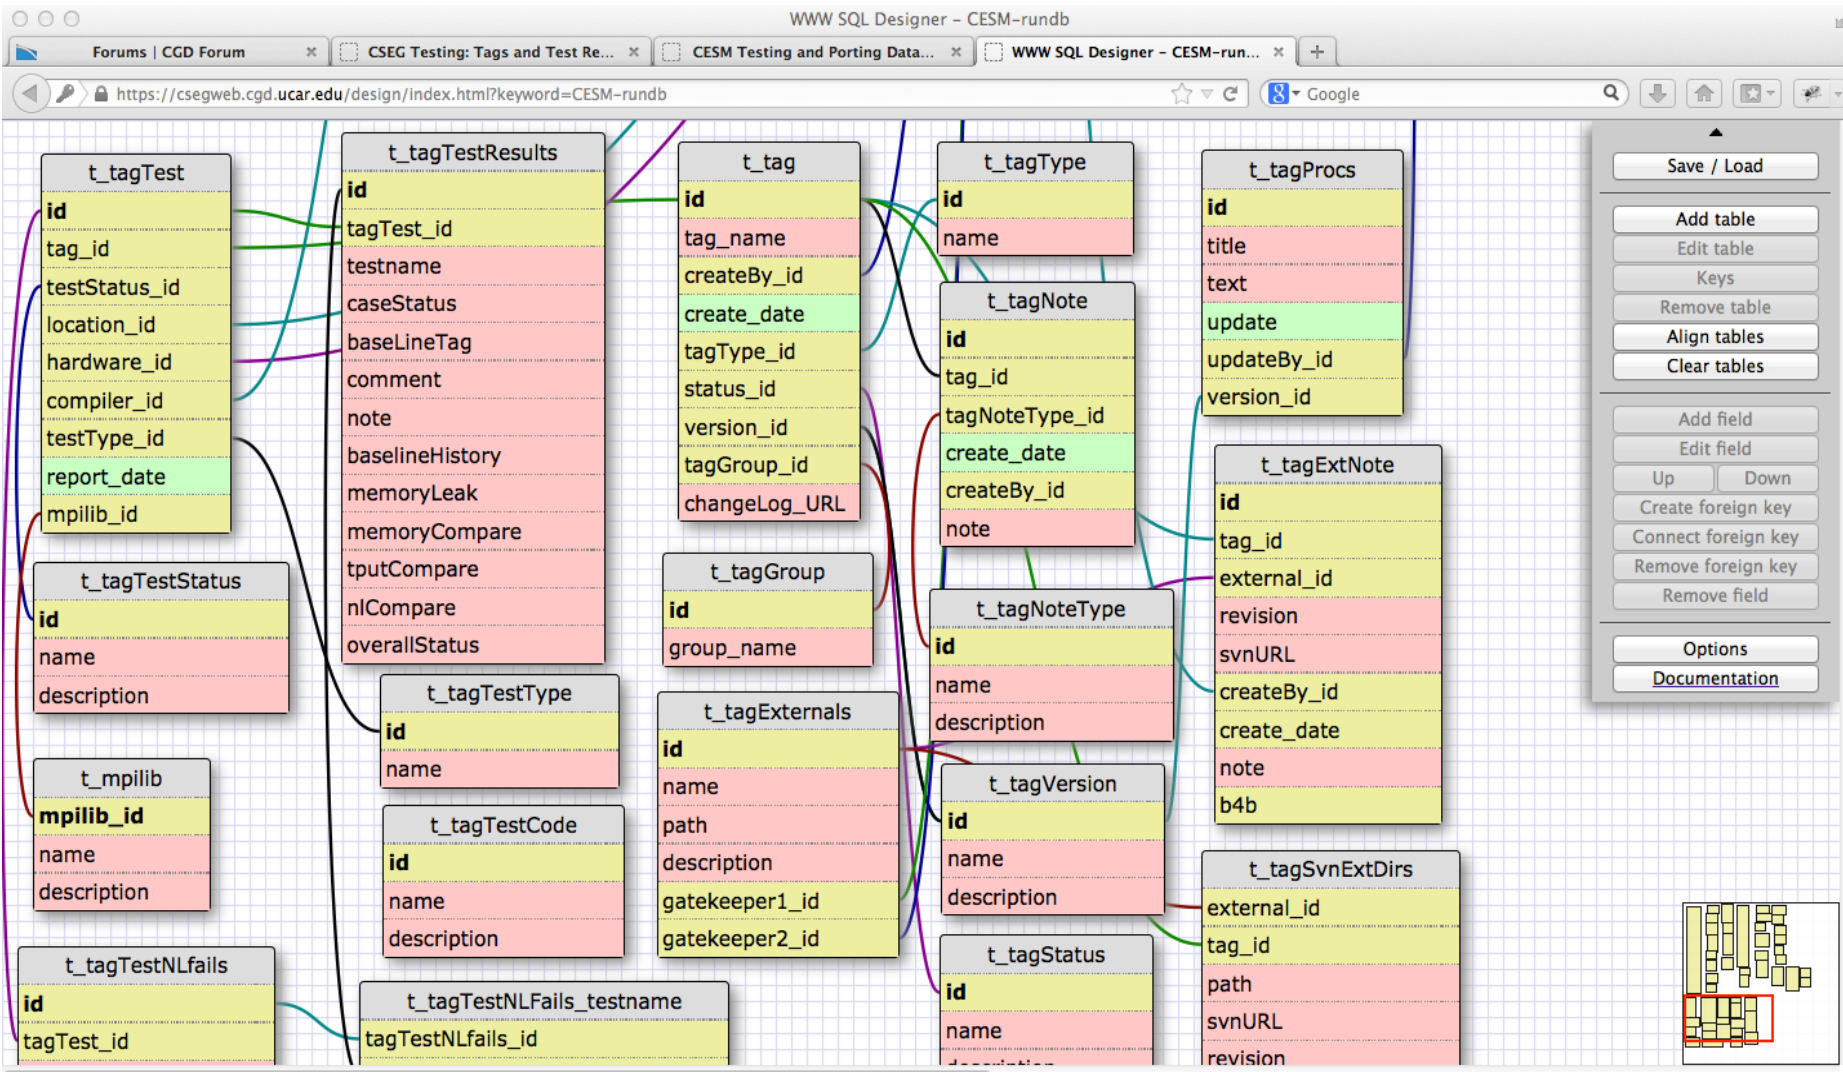 WWW SQL Designer – CESM-rundb
Forums | CGD Forum
CSEG Testing: Tags and Test Re...
CESM Testing and Porting Data...
WWW SQL Designer – CESM-run...
https://csegweb.cgd.ucar.edu/design/index.html?keyword=CESM-rundb
Google
t_tagTest
id
tag_id
testStatus_id
location_id
hardware_id
compiler_id
testType_id
report_date
mpilib_id
t_tagTestStatus
id
name
description
t_mpilib
mpilib_id
name
description
t_tagTestNLfails
id
tagTest_id
t_tagTestResults
id
tagTest_id
testname
caseStatus
baseLineTag
comment
note
baselineHistory
memoryLeak
memoryCompare
tputCompare
nlCompare
overallStatus
t_tagTestType
id
name
t_tagTestCode
id
name
description
t_tagTestNLFails_testname
tagTestNLfails_id
t_tag
id
tag_name
createBy_id
create_date
tagType_id
status_id
version_id
tagGroup_id
changeLog_URL
t_tagGroup
id
group_name
t_tagExternals
id
name
path
description
gatekeeper1_id
gatekeeper2_id
t_tagType
id
name
t_tagNote
id
tag_id
tagNoteType_id
create_date
createBy_id
note
t_tagNoteType
id
name
description
t_tagVersion
id
name
description
t_tagStatus
id
name
description
t_tagProcs
id
title
text
update
updateBy_id
version_id
t_tagExtNote
id
tag_id
external_id
revision
svnURL
createBy_id
create_date
note
b4b
t_tagSvnExtDirs
external_id
tag_id
path
svnURL
revision
Save / Load
Add table
Edit table
Keys
Remove table
Align tables
Clear tables
Add field
Edit field
Up
Down
Create foreign key
Connect foreign key
Remove foreign key
Remove field
Options
Documentation